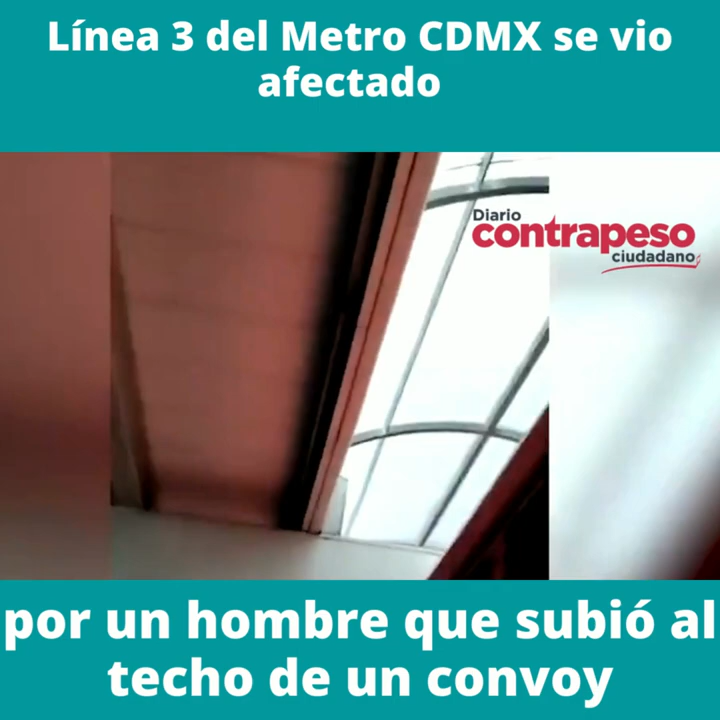 Línea 3 del Metro CDMX se vio
afectado
Diario
contrapeso
ciudadano
por un hombre que subió al
techo de un convoy